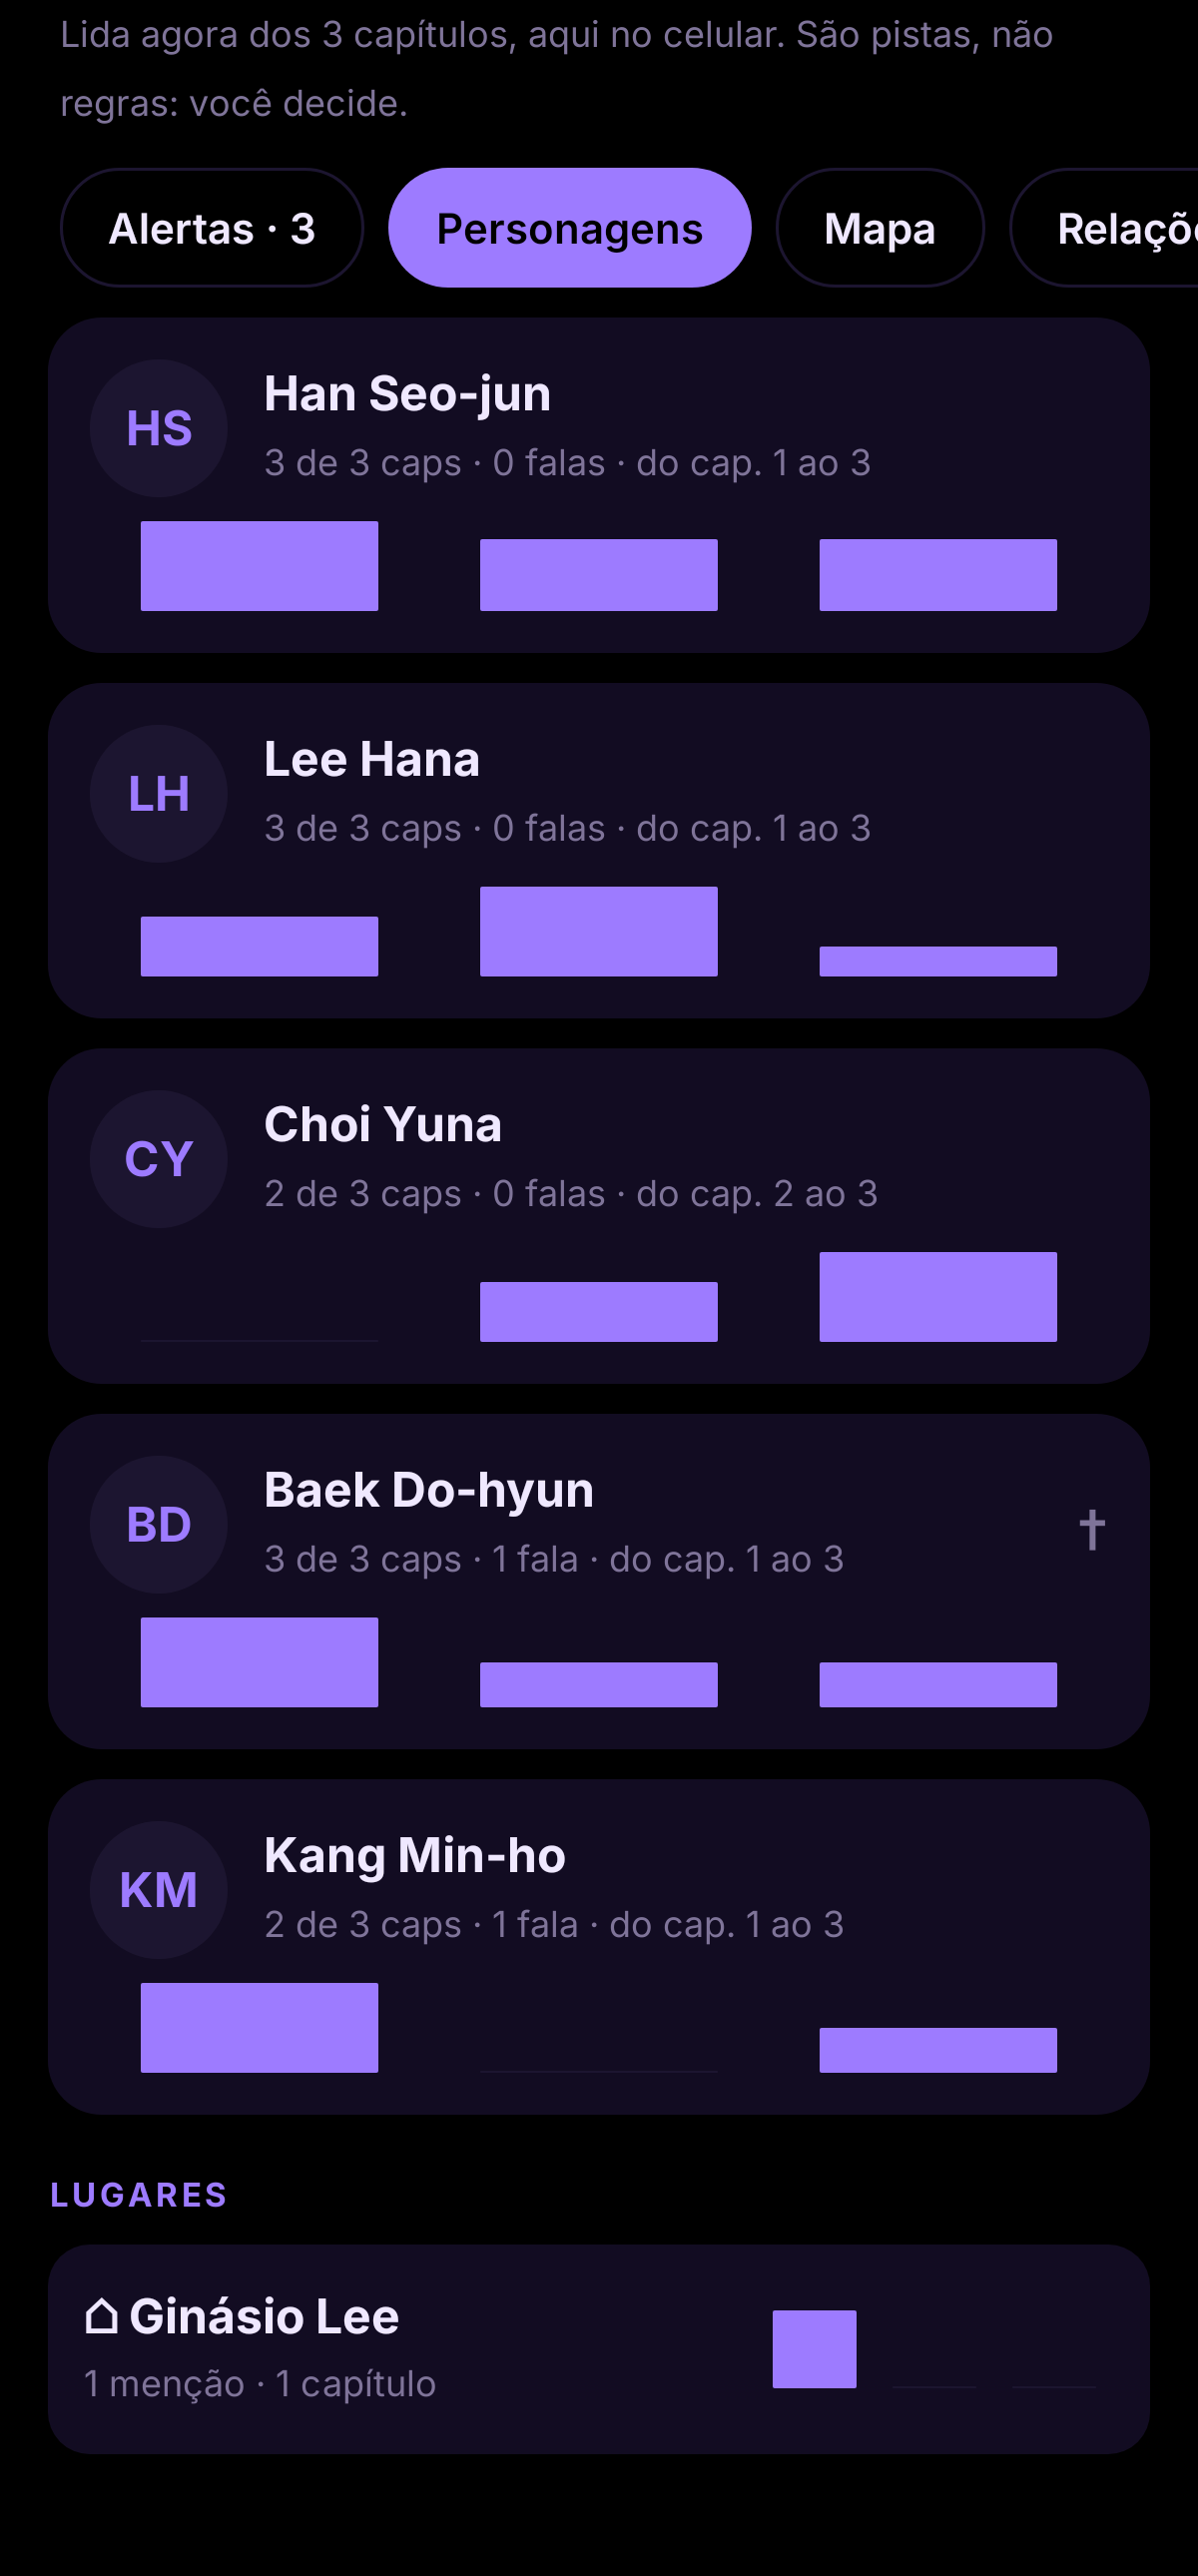 Lida agora dos 3 capítulos, aqui no celular. São pistas, não
regras: você decide.
Alertas · 3
Personagens
Mapa
Relaçõ
HS
Han Seo-jun
3 de 3 caps · 0 falas · do cap. 1 ao 3
LH
Lee Hana
3 de 3 caps · 0 falas · do cap. 1 ao 3
CY
Choi Yuna
2 de 3 caps · 0 falas · do cap. 2 ao 3
BD
Baek Do-hyun
†
3 de 3 caps · 1 fala · do cap. 1 ao 3
KM
Kang Min-ho
2 de 3 caps · 1 fala · do cap. 1 ao 3
LUGARES
⌂ Ginásio Lee
1 menção · 1 capítulo